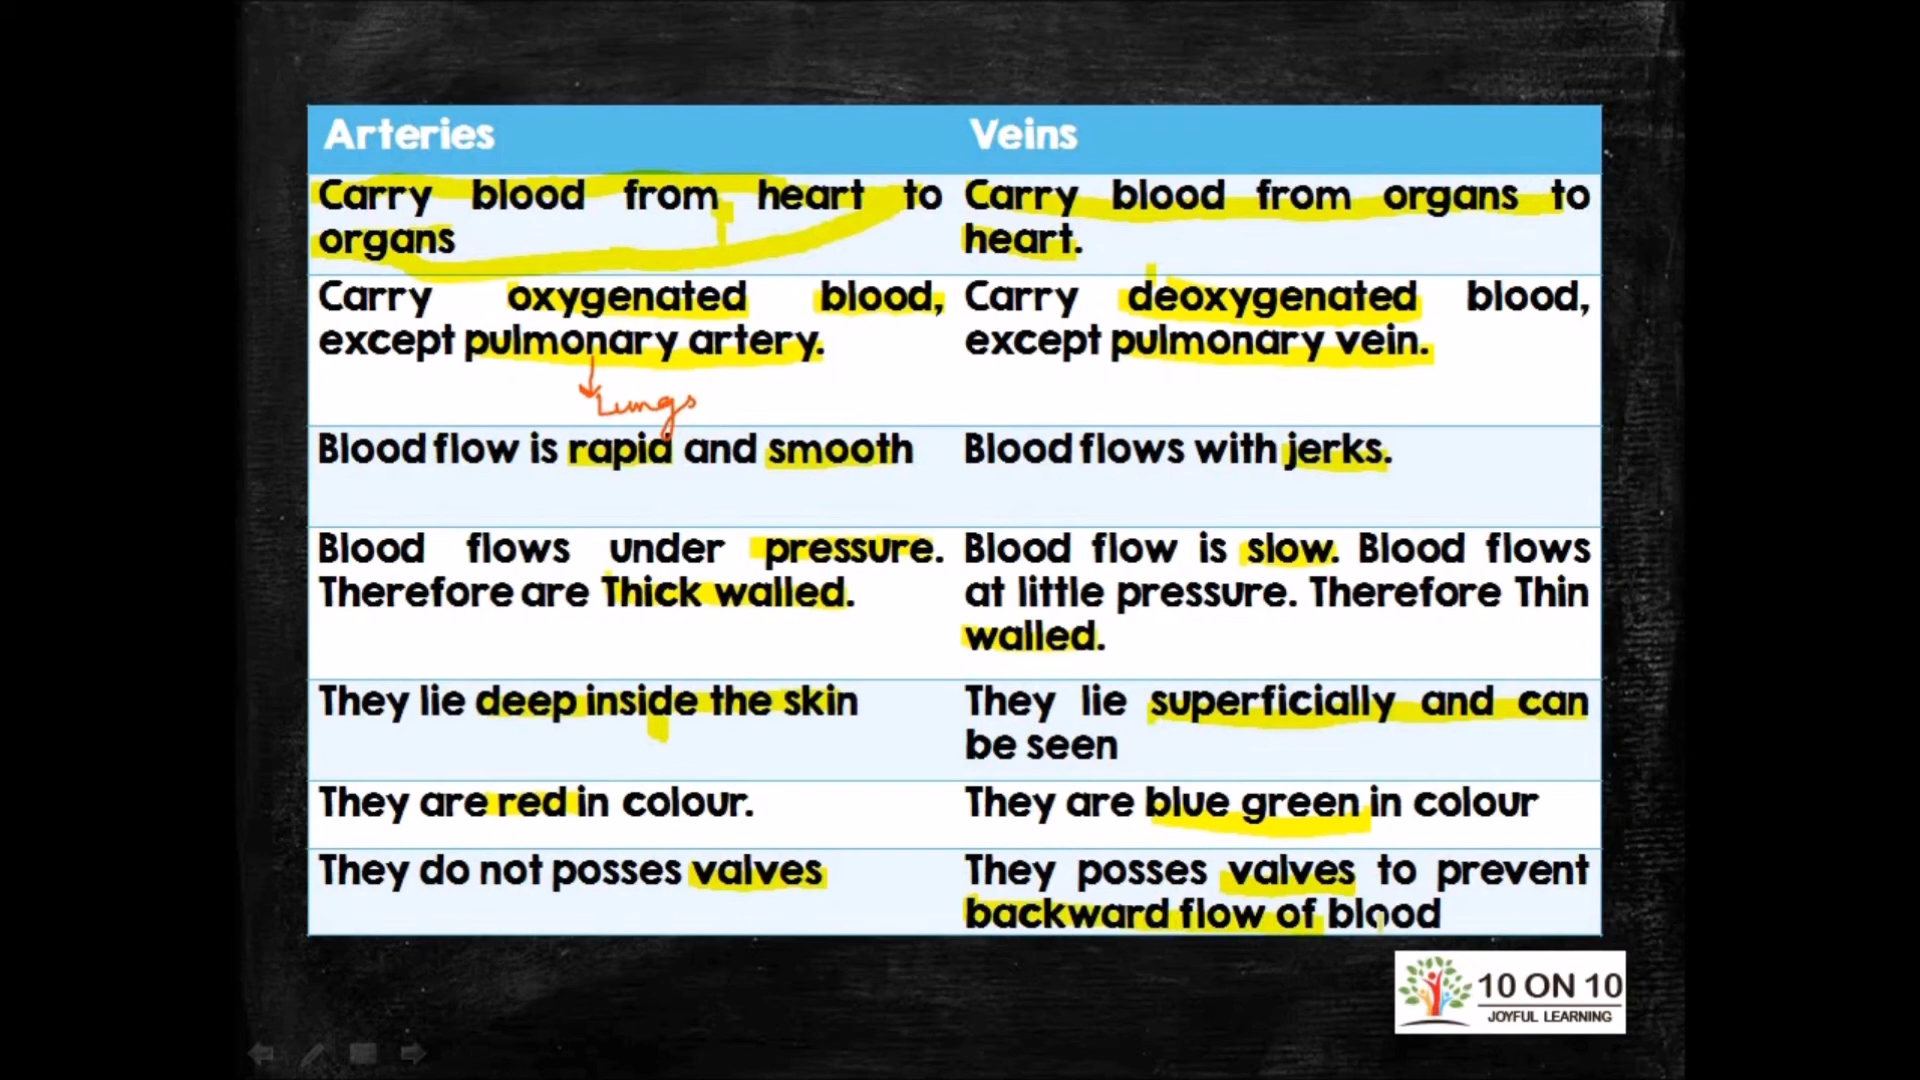 Arteries Veins
Carry blood from heart to
organs
Carry blood from organs to
heart.
Carry oxygenated blood,
except pulmonary artery.
Lungs
Carry deoxygenated blood,
except pulmonary vein.
Blood flow is rapid and smooth
Blood flows with jerks.
Blood flows under pressure.
Therefore are Thick walled.
Blood flow is slow. Blood flows
at little pressure. Therefore Thin
walled.
They lie deep inside the skin
They lie superficially and can
be seen
They are red in colour.
They are blue green in colour
They do not posses valves
They posses valves to prevent
backward flow of blood
10 ON 10
JOYFUL LEARNING